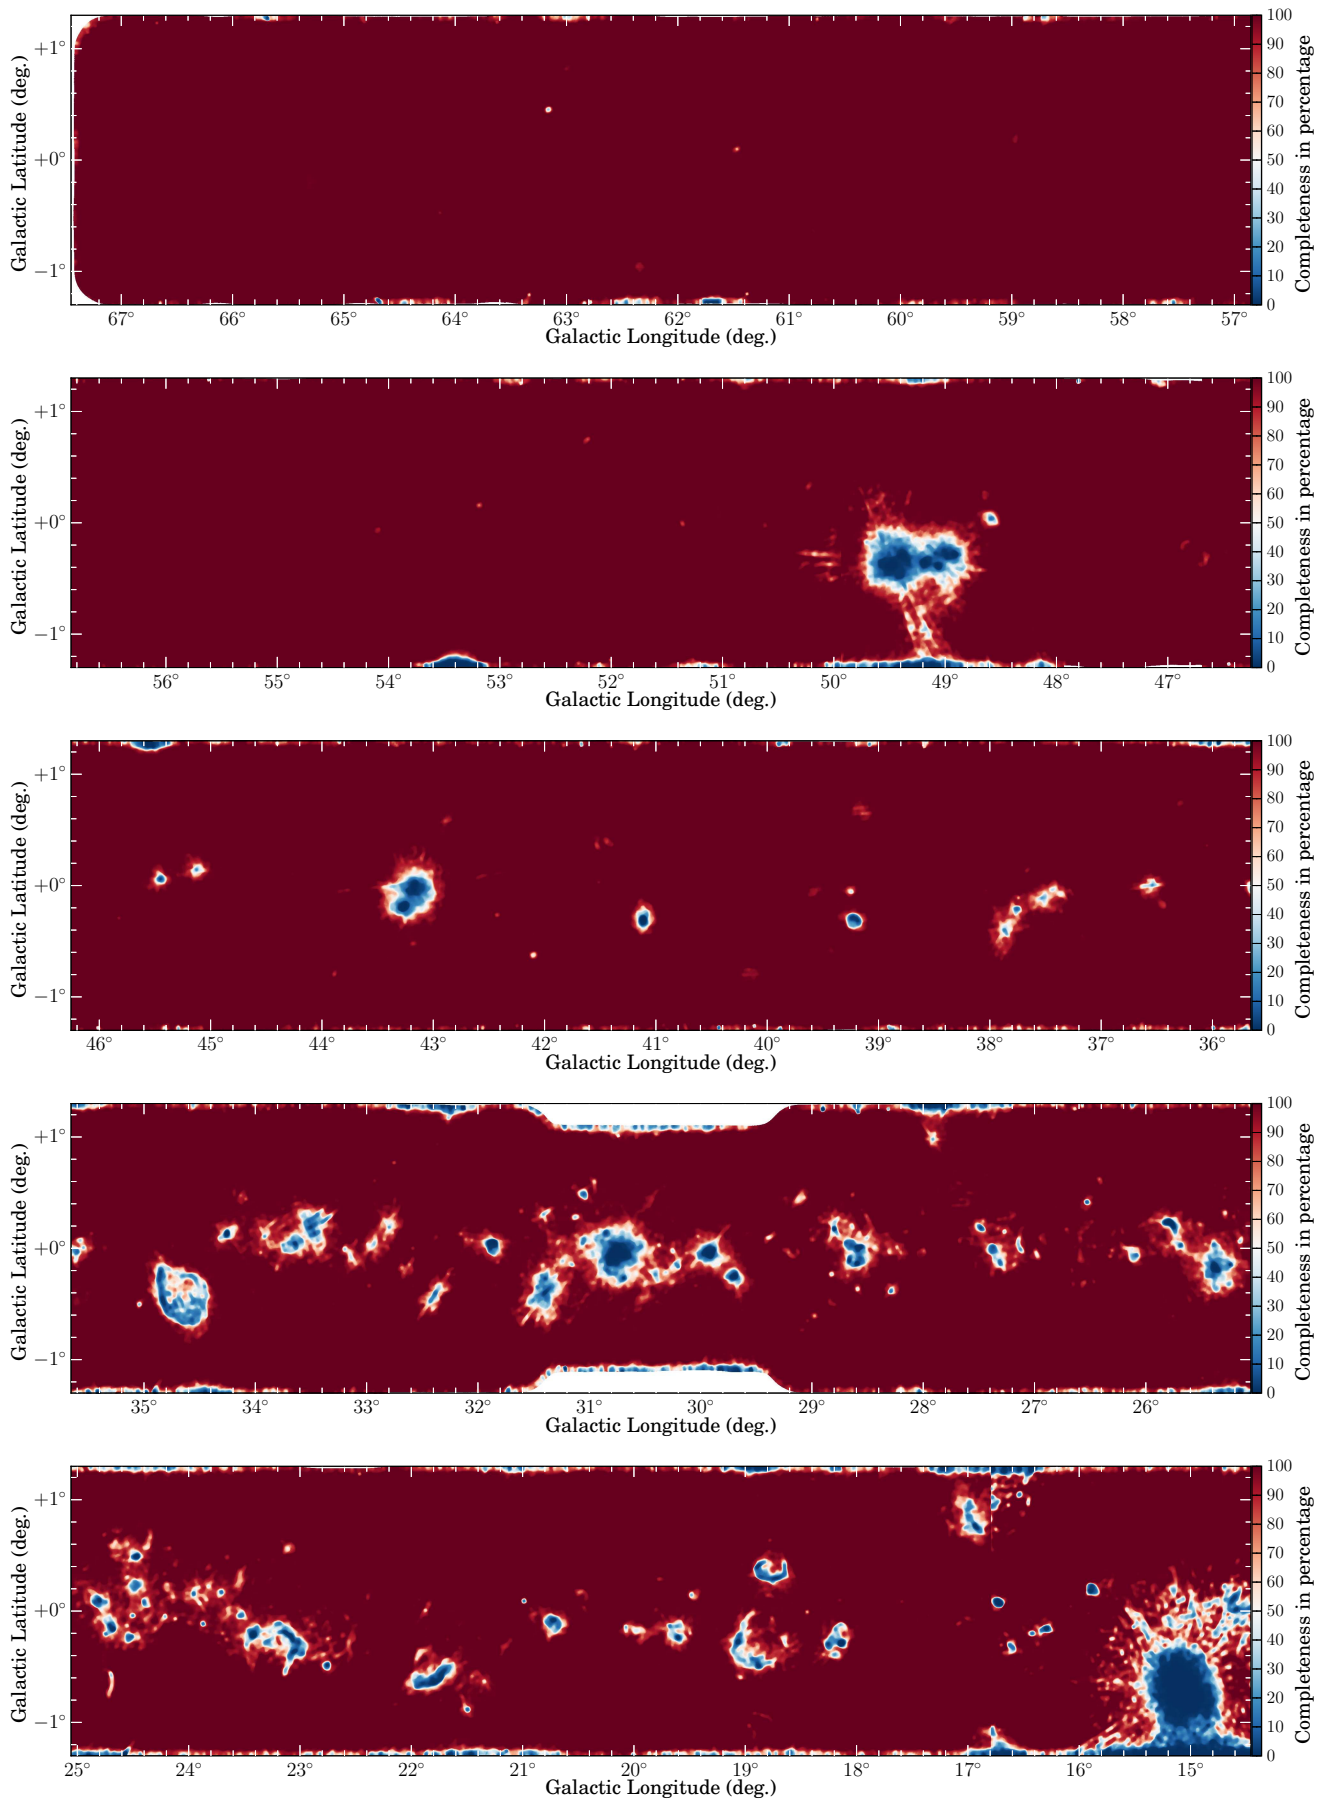 +1° +0° −1°
Galactic Latitude (deg.)
67° 66° 65° 64° 63° 62° 61° 60° 59° 58° 57°
Galactic Longitude (deg.)
100 90 80 70 60 50 40 30 20 10 0
Completeness in percentage
+1° +0° −1°
Galactic Latitude (deg.)
56° 55° 54° 53° 52° 51° 50° 49° 48° 47°
Galactic Longitude (deg.)
100 90 80 70 60 50 40 30 20 10 0
Completeness in percentage
+1° +0° −1°
Galactic Latitude (deg.)
46° 45° 44° 43° 42° 41° 40° 39° 38° 37° 36°
Galactic Longitude (deg.)
100 90 80 70 60 50 40 30 20 10 0
Completeness in percentage
+1° +0° −1°
Galactic Latitude (deg.)
35° 34° 33° 32° 31° 30° 29° 28° 27° 26°
Galactic Longitude (deg.)
100 90 80 70 60 50 40 30 20 10 0
Completeness in percentage
+1° +0° −1°
Galactic Latitude (deg.)
25° 24° 23° 22° 21° 20° 19° 18° 17° 16° 15°
Galactic Longitude (deg.)
100 90 80 70 60 50 40 30 20 10 0
Completeness in percentage